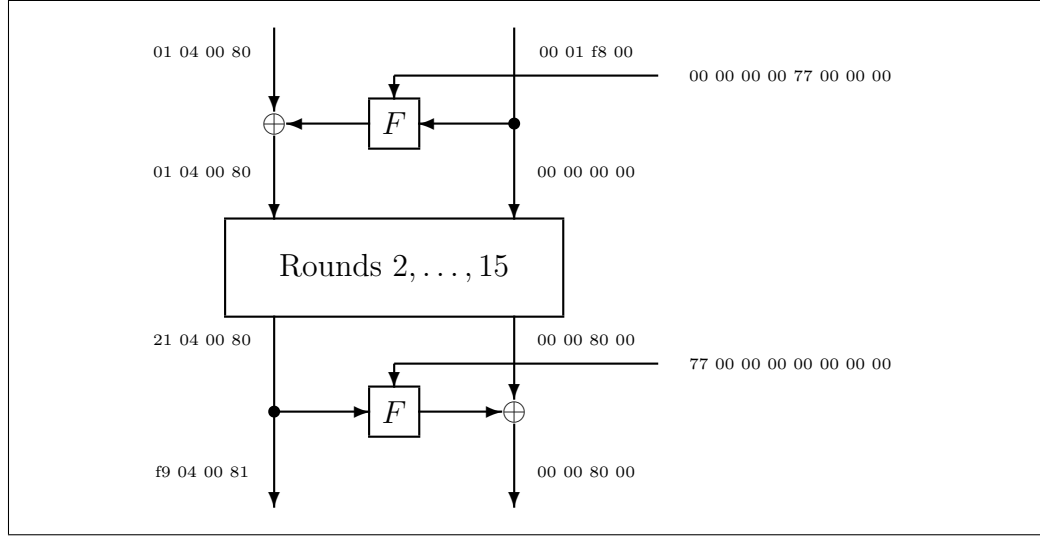 01 04 00 80
00 01 f8 00
00 00 00 00 77 00 00 00
F
01 04 00 80
00 00 00 00
Rounds 2, . . . , 15
21 04 00 80
00 00 80 00
77 00 00 00 00 00 00 00
F
f9 04 00 81
00 00 80 00